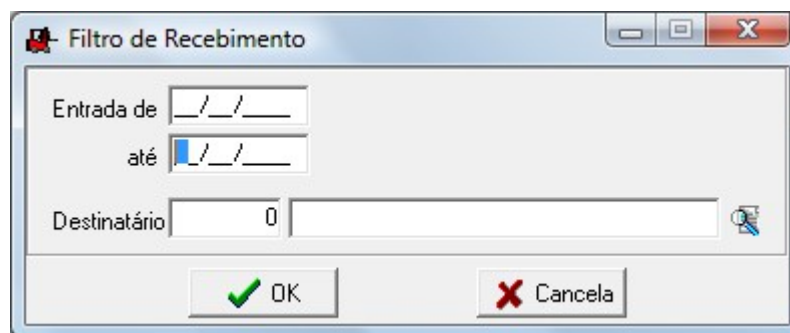 Filtro de Recebimento
Entrada de __/__/____
até __/__/____
Destinatário 0
OK Cancela